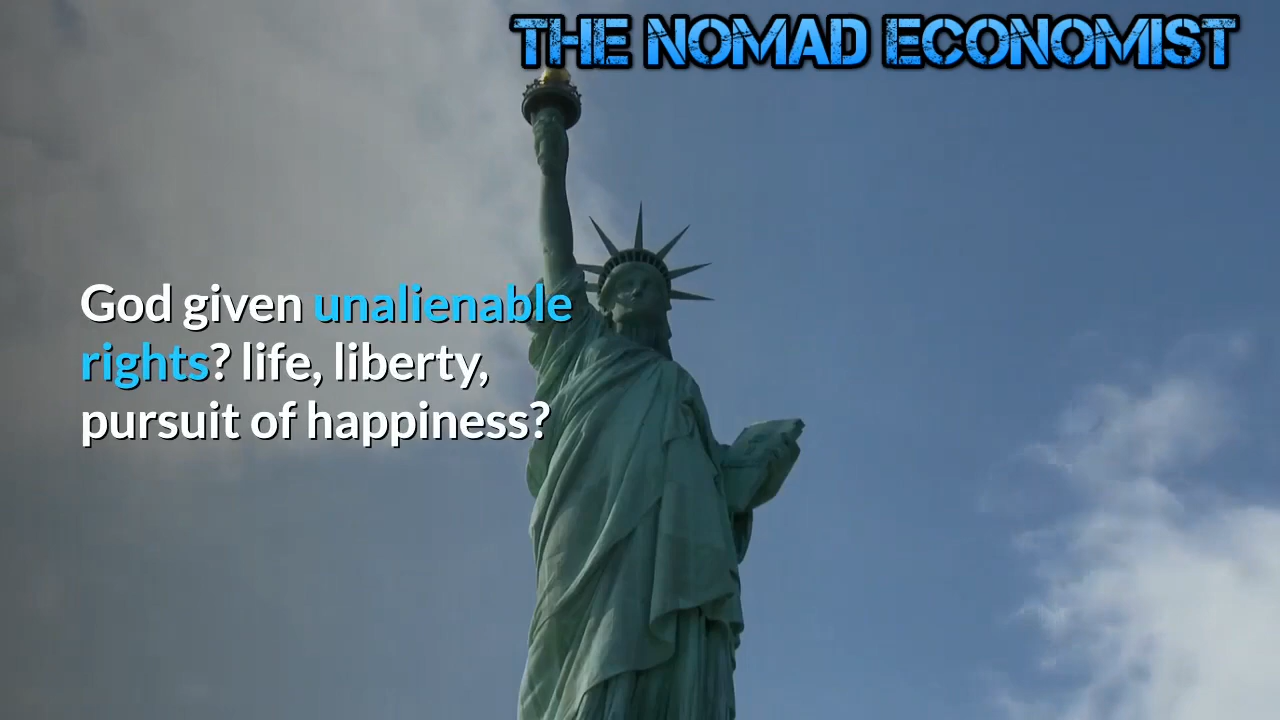 THE NOMAD ECONOMIST
God given unalienable
rights? life, liberty,
pursuit of happiness?